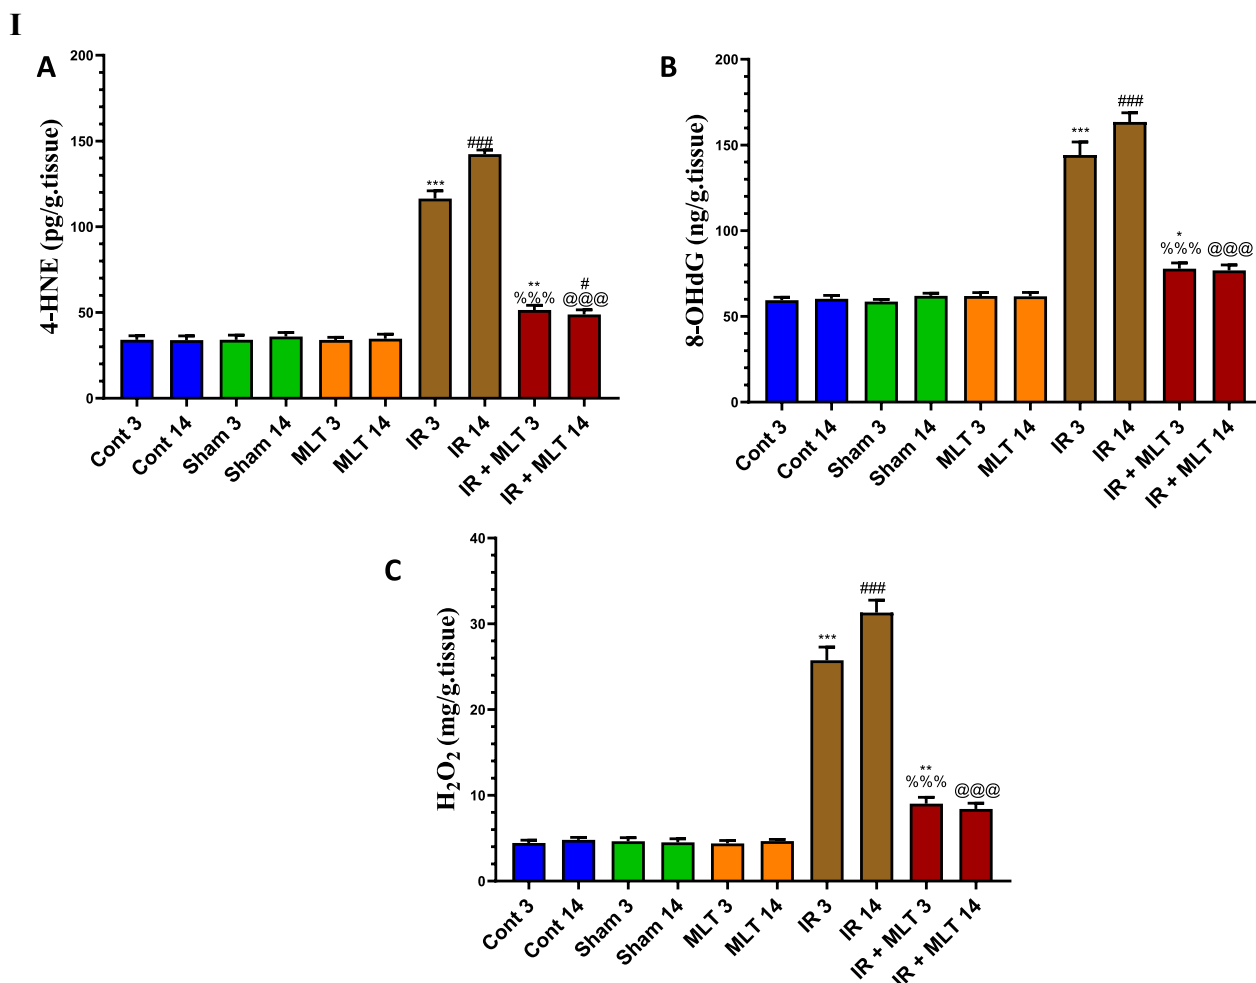 I
A
4-HNE (pg/g.tissue)
200
150
100
50
0
***
###
**
%%%
#
@@@
Cont 3
Cont 14
Sham 3
Sham 14
MLT 3
MLT 14
IR 3
IR 14
IR + MLT 3
IR + MLT 14
B
8-OHdG (ng/g.tissue)
200
150
100
50
0
***
###
*
%%%
@@@
Cont 3
Cont 14
Sham 3
Sham 14
MLT 3
MLT 14
IR 3
IR 14
IR + MLT 3
IR + MLT 14
C
H₂O₂ (mg/g.tissue)
40
30
20
10
0
***
###
**
%%%
@@@
Cont 3
Cont 14
Sham 3
Sham 14
MLT 3
MLT 14
IR 3
IR 14
IR + MLT 3
IR + MLT 14